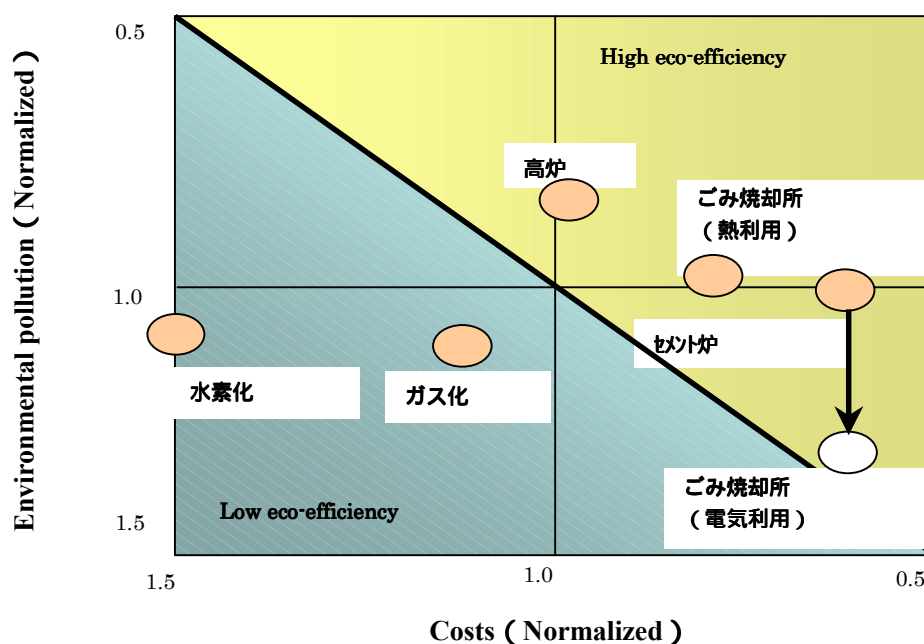 Environmental pollution ( Normalized )
0.5
1.0
1.5
High eco-efficiency
高炉
ごみ焼却所
( 熱利用 )
ｾﾒﾝﾄ炉
水素化
ガス化
ごみ焼却所
( 電気利用 )
Low eco-efficiency
1.5
1.0
0.5
Costs ( Normalized )